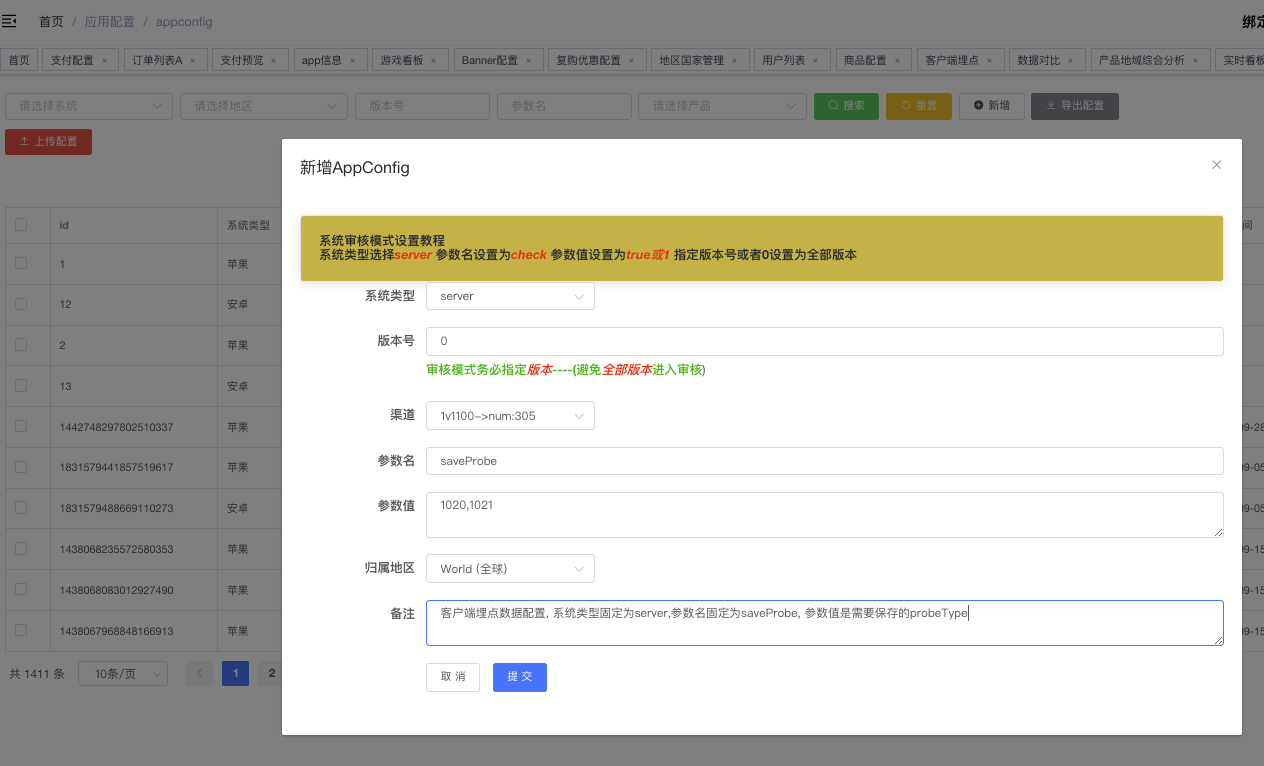 首页 / 应用配置 / appconfig
绑定
首页 支付配置 × 订单列表A × 支付预览 × app信息 × 游戏看板 × Banner配置 × 复购优惠配置 × 地区国家管理 × 用户列表 × 商品配置 × 客户端埋点 × 数据对比 × 产品地域综合分析 × 实时看板
请选择系统 请选择地区 版本号 参数名 请选择产品 搜索 重置 新增 导出配置
上传配置
新增AppConfig
系统审核模式设置教程
系统类型选择server 参数名设置为check 参数值设置为true或1 指定版本号或者0设置为全部版本
系统类型 server
版本号 0
审核模式务必指定版本----(避免全部版本进入审核)
渠道 1v1100->num:305
参数名 saveProbe
参数值 1020,1021
归属地区 World (全球)
备注 客户端埋点数据配置, 系统类型固定为server,参数名固定为saveProbe, 参数值是需要保存的probeType
取 消 提 交
id 系统类型 间
1 苹果
12 安卓
2 苹果
13 安卓
1442748297802510337 苹果 09-28
1831579441857519617 苹果 09-05
1831579488669110273 安卓 09-05
1438068235572580353 苹果 09-15
1438068083012927490 苹果 09-15
1438067968848166913 苹果 09-15
共 1411 条 10条/页 1 2